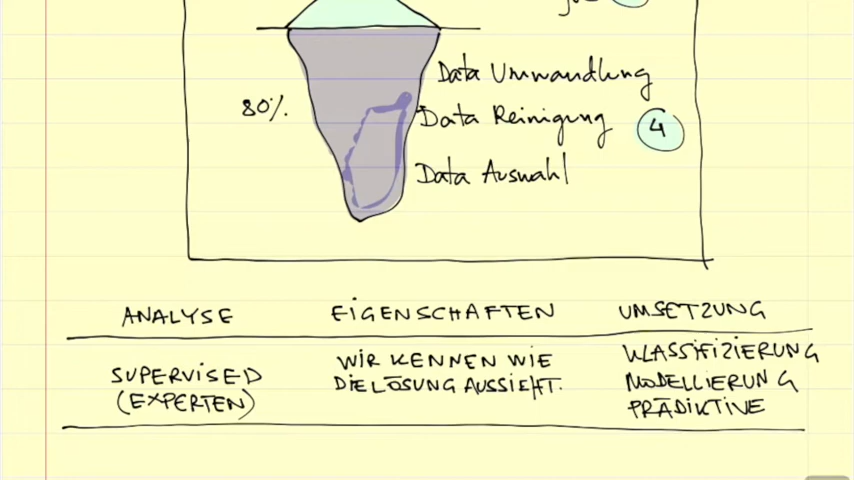 Data Umwandlung
80%.
Data Reinigung
4
Data Auswahl
ANALYSE EIGENSCHAFTEN UMSETZUNG
SUPERVISED
(EXPERTEN)
WIR KENNEN WIE
DIE LÖSUNG AUSSIEHT.
KLASSIFIZIERUNG
MODELLIERUNG
PRÄDIKTIVE